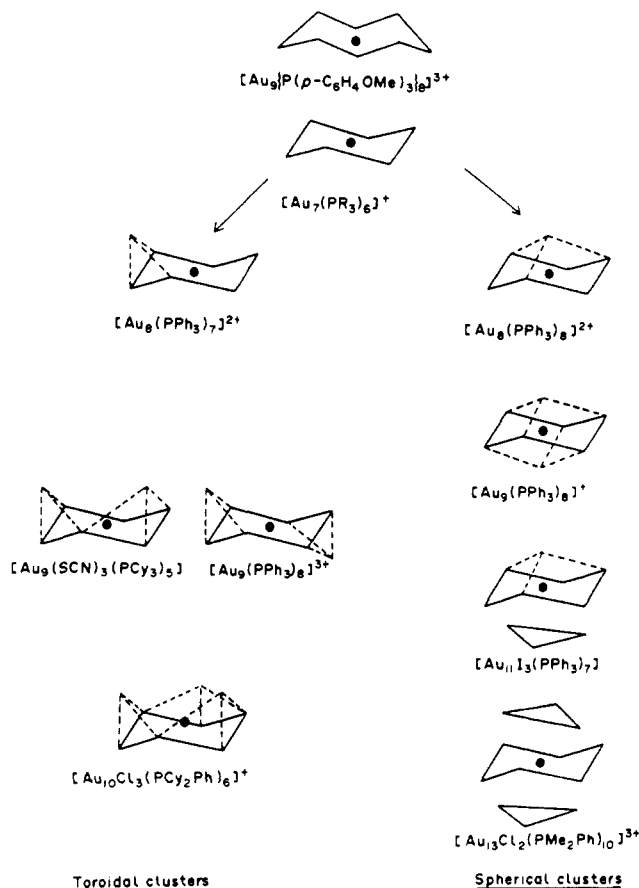 [Au₉{P(p-C₆H₄OMe)₃}₈]³⁺
[Au₇(PR₃)₆]⁺
[Au₈(PPh₃)₇]²⁺
[Au₈(PPh₃)₈]²⁺
[Au₉(PPh₃)₈]⁺
[Au₉(SCN)₃(PCy₃)₅] [Au₉(PPh₃)₈]³⁺
[Au₁₁I₃(PPh₃)₇]
[Au₁₀Cl₃(PCy₂Ph)₆]⁺
[Au₁₃Cl₂(PMe₂Ph)₁₀]³⁺
Toroidal clusters Spherical clusters